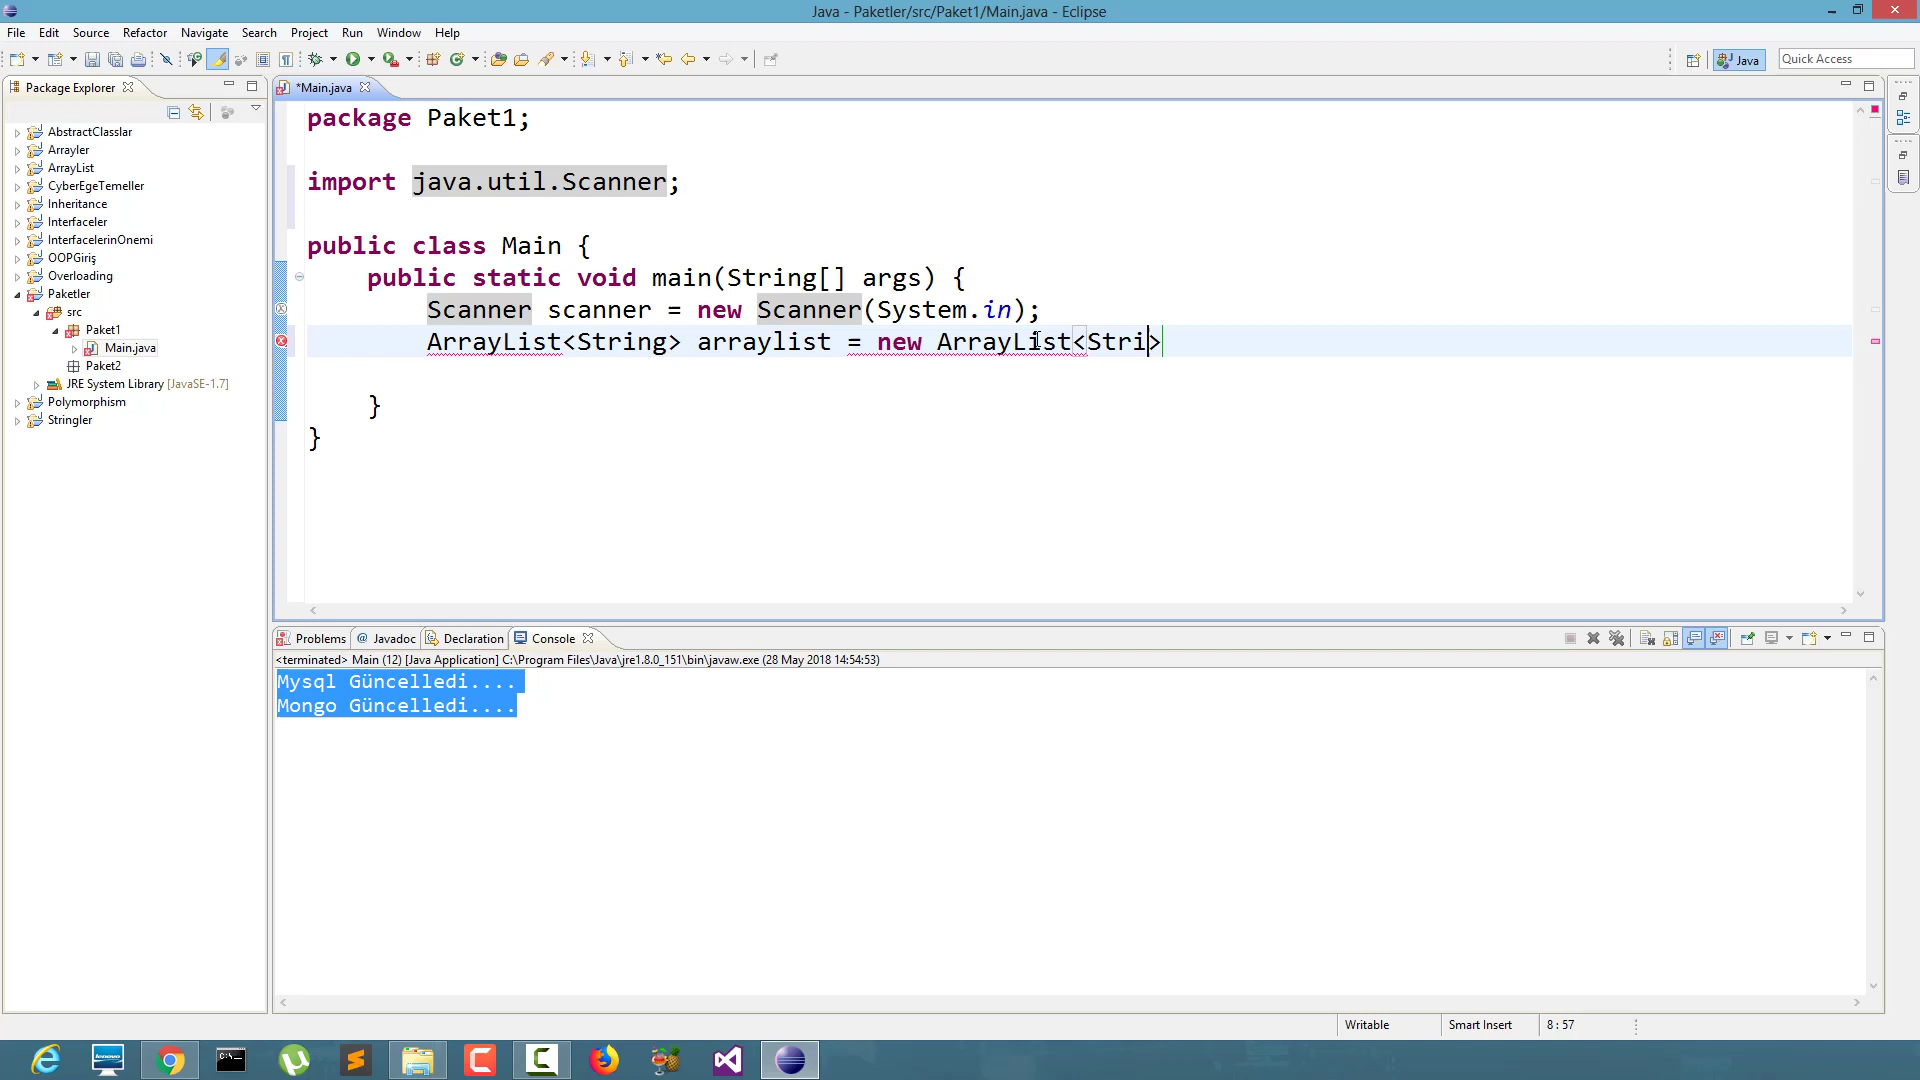 Java - Paketler/src/Paket1/Main.java - Eclipse
File Edit Source Refactor Navigate Search Project Run Window Help
Java
Quick Access
Package Explorer
*Main.java
AbstractClasslar
Arrayler
ArrayList
CyberEgeTemeller
Inheritance
Interfaceler
InterfacelerinOnemi
OOPGiriş
Overloading
Paketler
src
Paket1
Main.java
Paket2
JRE System Library [JavaSE-1.7]
Polymorphism
Stringler
package Paket1;
import java.util.Scanner;
public class Main {
public static void main(String[] args) {
Scanner scanner = new Scanner(System.in);
ArrayList<String> arraylist = new ArrayList<Stri>
}
}
Problems @ Javadoc Declaration Console
<terminated> Main (12) [Java Application] C:\Program Files\Java\jre1.8.0_151\bin\javaw.exe (28 May 2018 14:54:53)
Mysql Güncelledi....
Mongo Güncelledi....
Writable Smart Insert 8 : 57
lenovo